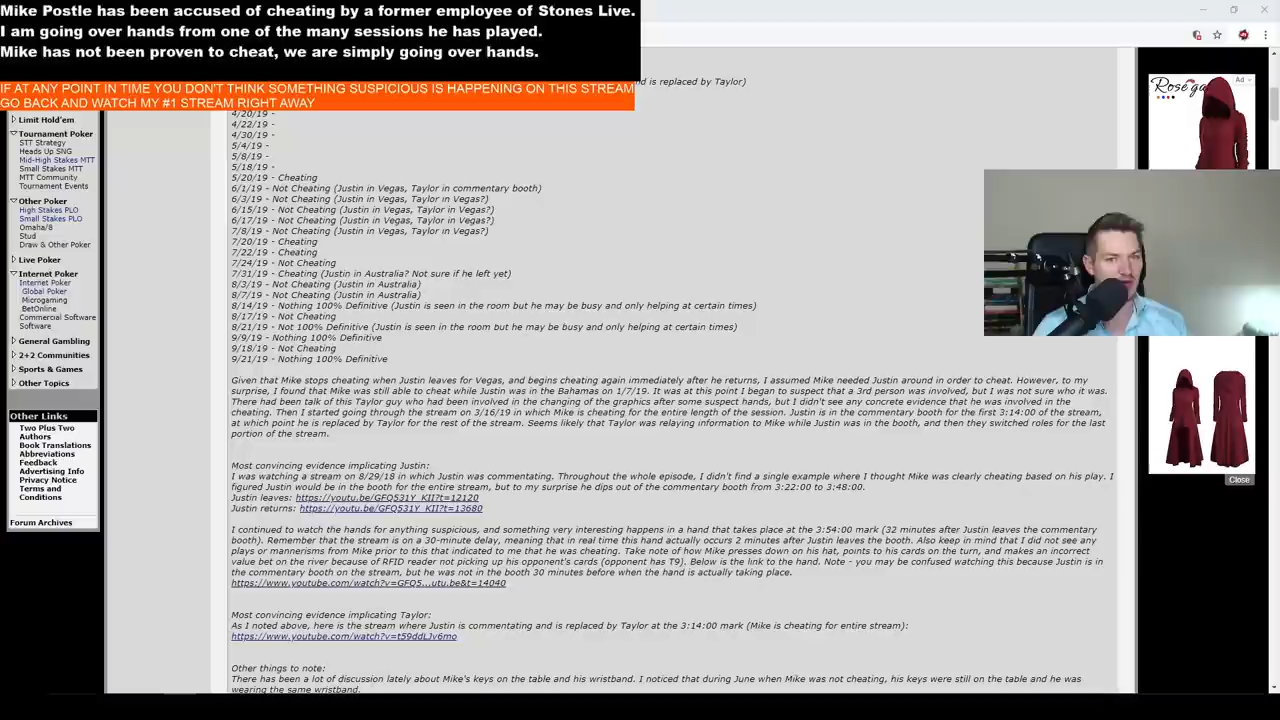 Mike Postle has been accused of cheating by a former employee of Stones Live.
I am going over hands from one of the many sessions he has played.
Mike has not been proven to cheat, we are simply going over hands.
IF AT ANY POINT IN TIME YOU DON'T THINK SOMETHING SUSPICIOUS IS HAPPENING ON THIS STREAM
GO BACK AND WATCH MY #1 STREAM RIGHT AWAY
d is replaced by Taylor)
Limit Hold'em
Tournament Poker
STT Strategy
Heads Up SNG
Mid-High Stakes MTT
Small Stakes MTT
MTT Community
Tournament Events
Other Poker
High Stakes PLO
Small Stakes PLO
Omaha/8
Stud
Draw & Other Poker
Live Poker
Internet Poker
Internet Poker
Global Poker
Microgaming
BetOnline
Commercial Software
Software
General Gambling
2+2 Communities
Sports & Games
Other Topics
Other Links
Two Plus Two
Authors
Book Translations
Abbreviations
Feedback
Advertising Info
Privacy Notice
Terms and
Conditions
Forum Archives
4/20/19 -
4/22/19 -
4/30/19 -
5/4/19 -
5/8/19 -
5/18/19 -
5/20/19 - Cheating
6/1/19 - Not Cheating (Justin in Vegas, Taylor in commentary booth)
6/3/19 - Not Cheating (Justin in Vegas, Taylor in Vegas?)
6/15/19 - Not Cheating (Justin in Vegas, Taylor in Vegas?)
6/17/19 - Not Cheating (Justin in Vegas, Taylor in Vegas?)
7/8/19 - Not Cheating (Justin in Vegas, Taylor in Vegas?)
7/20/19 - Cheating
7/22/19 - Cheating
7/24/19 - Not Cheating
7/31/19 - Cheating (Justin in Australia? Not sure if he left yet)
8/3/19 - Not Cheating (Justin in Australia)
8/7/19 - Not Cheating (Justin in Australia)
8/14/19 - Nothing 100% Definitive (Justin is seen in the room but he may be busy and only helping at certain times)
8/17/19 - Not Cheating
8/21/19 - Not 100% Definitive (Justin is seen in the room but he may be busy and only helping at certain times)
9/9/19 - Nothing 100% Definitive
9/18/19 - Not Cheating
9/21/19 - Nothing 100% Definitive
Given that Mike stops cheating when Justin leaves for Vegas, and begins cheating again immediately after he returns, I assumed Mike needed Justin around in order to cheat. However, to my
surprise, I found that Mike was still able to cheat while Justin was in the Bahamas on 1/7/19. It was at this point I began to suspect that a 3rd person was involved, but I was not sure who it was.
There had been talk of this Taylor guy who had been involved in the changing of the graphics after some suspect hands, but I didn't see any concrete evidence that he was involved in the
cheating. Then I started going through the stream on 3/16/19 in which Mike is cheating for the entire length of the session. Justin is in the commentary booth for the first 3:14:00 of the stream,
at which point he is replaced by Taylor for the rest of the stream. Seems likely that Taylor was relaying information to Mike while Justin was in the booth, and then they switched roles for the last
portion of the stream.
Most convincing evidence implicating Justin:
I was watching a stream on 8/29/18 in which Justin was commentating. Throughout the whole episode, I didn't find a single example where I thought Mike was clearly cheating based on his play. I
figured Justin would be in the booth for the entire stream, but to my surprise he dips out of the commentary booth from 3:22:00 to 3:48:00.
Justin leaves: https://youtu.be/GFQ531Y_KII?t=12120
Justin returns: https://youtu.be/GFQ531Y_KII?t=13680
I continued to watch the hands for anything suspicious, and something very interesting happens in a hand that takes place at the 3:54:00 mark (32 minutes after Justin leaves the commentary
booth). Remember that the stream is on a 30-minute delay, meaning that in real time this hand actually occurs 2 minutes after Justin leaves the booth. Also keep in mind that I did not see any
plays or mannerisms from Mike prior to this that indicated to me that he was cheating. Take note of how Mike presses down on his hat, points to his cards on the turn, and makes an incorrect
value bet on the river because of RFID reader not picking up his opponent's cards (opponent has T9). Below is the link to the hand. Note - you may be confused watching this because Justin is in
the commentary booth on the stream, but he was not in the booth 30 minutes before when the hand is actually taking place.
https://www.youtube.com/watch?v=GFQ5...utu.be&t=14040
Most convincing evidence implicating Taylor:
As I noted above, here is the stream where Justin is commentating and is replaced by Taylor at the 3:14:00 mark (Mike is cheating for entire stream):
https://www.youtube.com/watch?v=t59ddLJv6mo
Other things to note:
There has been a lot of discussion lately about Mike's keys on the table and his wristband. I noticed that during June when Mike was not cheating, his keys were still on the table and he was
wearing the same wristband.
Ad
Close